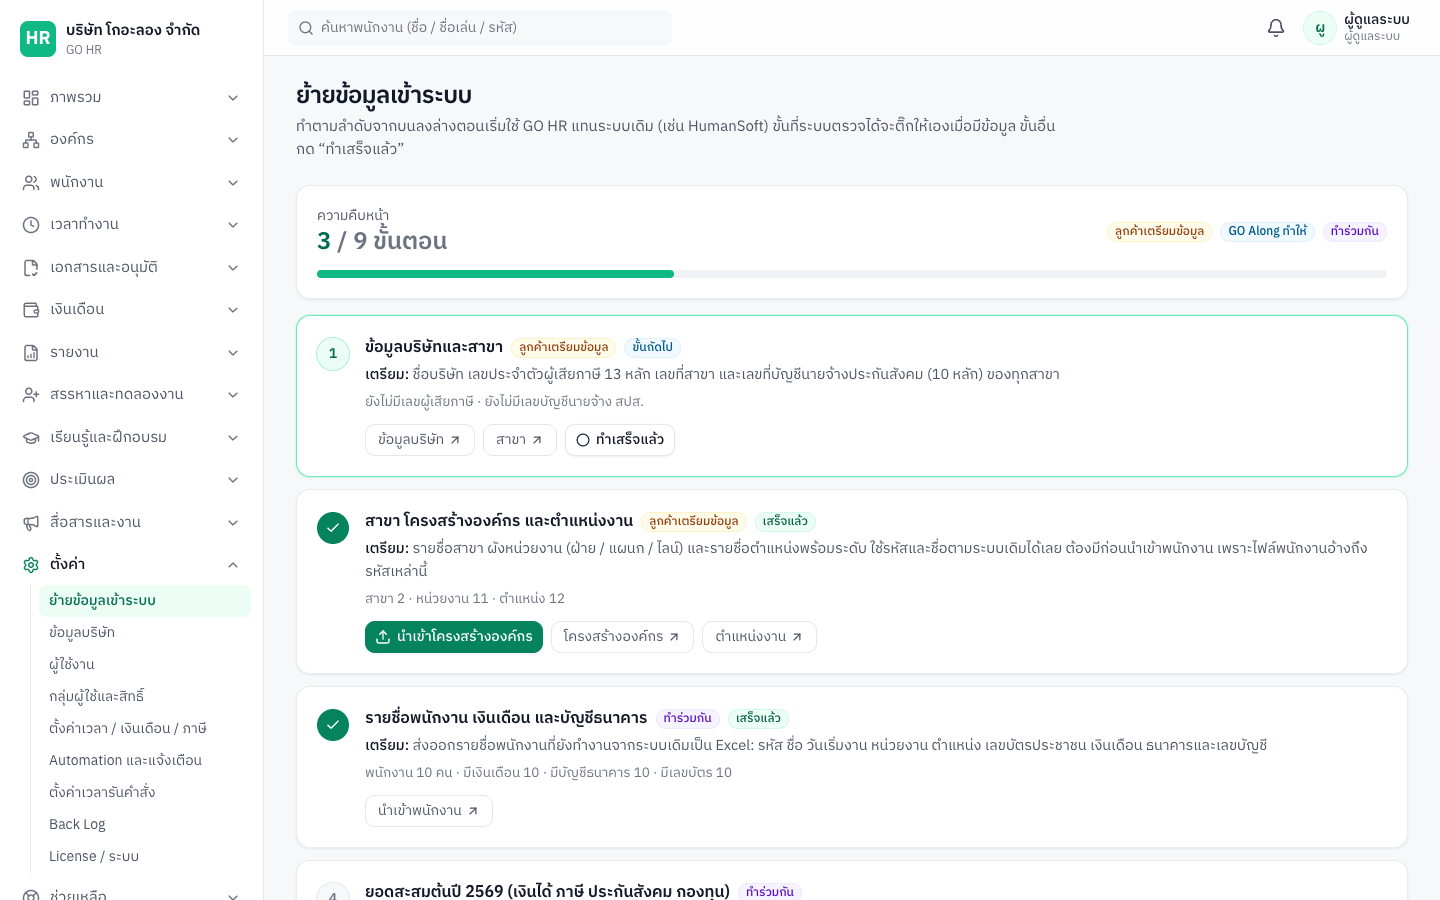 HR
บริษัท โกอะลอง จำกัด
GO HR
ภาพรวม
องค์กร
พนักงาน
เวลาทำงาน
เอกสารและอนุมัติ
เงินเดือน
รายงาน
สรรหาและทดลองงาน
เรียนรู้และฝึกอบรม
ประเมินผล
สื่อสารและงาน
ตั้งค่า
ย้ายข้อมูลเข้าระบบ
ข้อมูลบริษัท
ผู้ใช้งาน
กลุ่มผู้ใช้และสิทธิ์
ตั้งค่าเวลา / เงินเดือน / ภาษี
Automation และแจ้งเตือน
ตั้งค่าเวลารันคำสั่ง
Back Log
License / ระบบ
ช่วยเหลือ
ค้นหาพนักงาน (ชื่อ / ชื่อเล่น / รหัส)
ผู้
ผู้ดูแลระบบ
ผู้ดูแลระบบ
ย้ายข้อมูลเข้าระบบ
ทำตามลำดับจากบนลงล่างตอนเริ่มใช้ GO HR แทนระบบเดิม (เช่น HumanSoft) ขั้นที่ระบบตรวจได้จะติ๊กให้เองเมื่อมีข้อมูล ขั้นอื่น
กด “ทำเสร็จแล้ว”
ความคืบหน้า
3 / 9 ขั้นตอน
ลูกค้าเตรียมข้อมูล GO Along ทำให้ ทำร่วมกัน
1
ข้อมูลบริษัทและสาขา ลูกค้าเตรียมข้อมูล ขั้นถัดไป
เตรียม: ชื่อบริษัท เลขประจำตัวผู้เสียภาษี 13 หลัก เลขที่สาขา และเลขที่บัญชีนายจ้างประกันสังคม (10 หลัก) ของทุกสาขา
ยังไม่มีเลขผู้เสียภาษี · ยังไม่มีเลขบัญชีนายจ้าง สปส.
ข้อมูลบริษัท สาขา ทำเสร็จแล้ว
สาขา โครงสร้างองค์กร และตำแหน่งงาน ลูกค้าเตรียมข้อมูล เสร็จแล้ว
เตรียม: รายชื่อสาขา ผังหน่วยงาน (ฝ่าย / แผนก / ไลน์) และรายชื่อตำแหน่งพร้อมระดับ ใช้รหัสและชื่อตามระบบเดิมได้เลย ต้องมีก่อนนำเข้าพนักงาน เพราะไฟล์พนักงานอ้างถึง
รหัสเหล่านี้
สาขา 2 · หน่วยงาน 11 · ตำแหน่ง 12
นำเข้าโครงสร้างองค์กร โครงสร้างองค์กร ตำแหน่งงาน
รายชื่อพนักงาน เงินเดือน และบัญชีธนาคาร ทำร่วมกัน เสร็จแล้ว
เตรียม: ส่งออกรายชื่อพนักงานที่ยังทำงานจากระบบเดิมเป็น Excel: รหัส ชื่อ วันเริ่มงาน หน่วยงาน ตำแหน่ง เลขบัตรประชาชน เงินเดือน ธนาคารและเลขบัญชี
พนักงาน 10 คน · มีเงินเดือน 10 · มีบัญชีธนาคาร 10 · มีเลขบัตร 10
นำเข้าพนักงาน
4
ยอดสะสมต้นปี 2569 (เงินได้ ภาษี ประกันสังคม กองทุน) ทำร่วมกัน